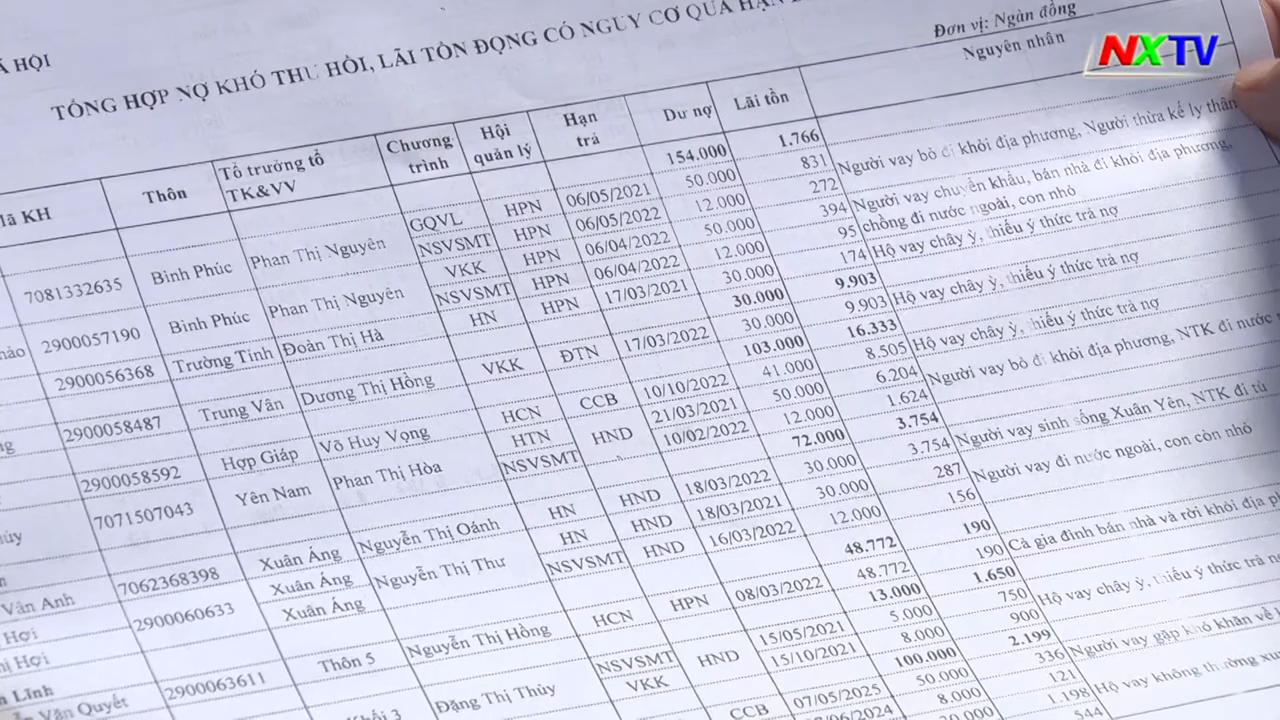 NXTV
Ã HỘI
TỔNG HỢP NỢ KHÓ THU HỒI, LÃI TỒN ĐỌNG CÓ NGUY CƠ QUÁ HẠN
Đơn vị: Ngàn đồng
Mã KH Thôn Tổ trưởng tổ TK&VV Chương trình Hội quản lý Hạn trả Dư nợ Lãi tồn Nguyên nhân
154.000 1.766
7081332635 Bình Phúc Phan Thị Nguyên GQVL HPN 06/05/2021 50.000 831 Người vay bỏ đi khỏi địa phương, Người thừa kế ly thân
NSVSMT HPN 06/05/2022 12.000 272
2900057190 Bình Phúc Phan Thị Nguyên VKK HPN 06/04/2022 50.000 394 Người vay chuyển khẩu, bán nhà đi khỏi địa phương,
NSVSMT HPN 06/04/2022 12.000 95 chồng đi nước ngoài, con nhỏ
2900056368 Trường Tinh Đoàn Thị Hà HN HPN 17/03/2021 30.000 174 Hộ vay chây ỳ, thiếu ý thức trả nợ
30.000 9.903
2900058487 Trung Vân Dương Thị Hồng VKK ĐTN 17/03/2022 30.000 9.903 Hộ vay chây ỳ, thiếu ý thức trả nợ
103.000 16.333
2900058592 Hợp Giáp Võ Huy Vọng HCN CCB 10/10/2022 41.000 8.505 Hộ vay chây ỳ, thiếu ý thức trả nợ
7071507043 Yên Nam Phan Thị Hòa HTN HND 21/03/2021 50.000 6.204 Người vay bỏ đi khỏi địa phương, NTK đi nước
NSVSMT 10/02/2022 12.000 1.624
72.000 3.754
Vân Anh 7062368398 Xuân Áng Nguyễn Thị Oánh HN HND 18/03/2022 30.000 3.754 Người vay sinh sống Xuân Yên, NTK đi tù
Hợi 2900060633 Xuân Áng Nguyễn Thị Thư HN HND 18/03/2021 30.000 287 Người vay đi nước ngoài, con còn nhỏ
ị Hợi Xuân Áng NSVSMT HND 16/03/2022 12.000 156
48.772 190
Lĩnh 2900063611 Thôn 5 Nguyễn Thị Hồng HCN HPN 08/03/2022 48.772 190 Cả gia đình bán nhà và rời khỏi địa
13.000 1.650
Văn Quyết Khối 3 Đặng Thị Thủy NSVSMT HND 15/05/2021 5.000 750 Hộ vay chây ỳ, thiếu ý thức trả
VKK 15/10/2021 8.000 900
100.000 2.199
CCB 07/05/2025 50.000 336 Người vay gặp khó khăn về
06/2024 8.000 121
1.198 Hộ vay không thường
544